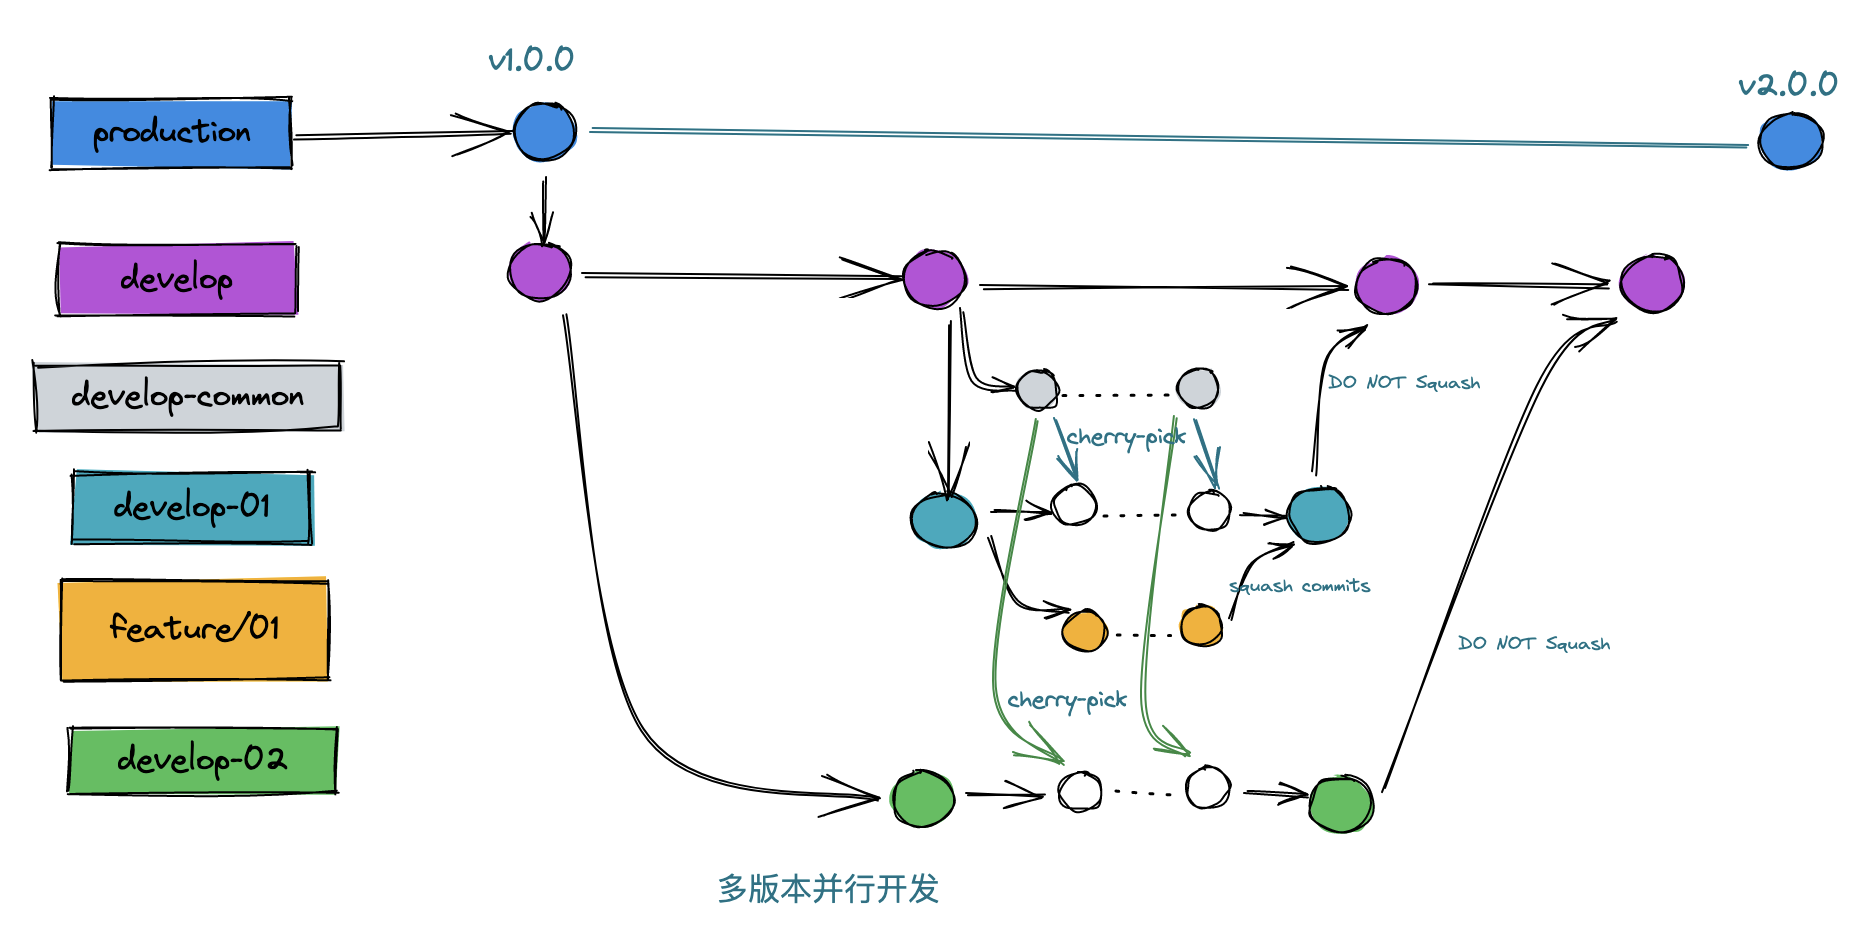 v1.0.0
v2.0.0
production
develop
develop-common
DO NOT Squash
cherry-pick
develop-01
squash commits
feature/01
DO NOT Squash
cherry-pick
develop-02
多版本并行开发